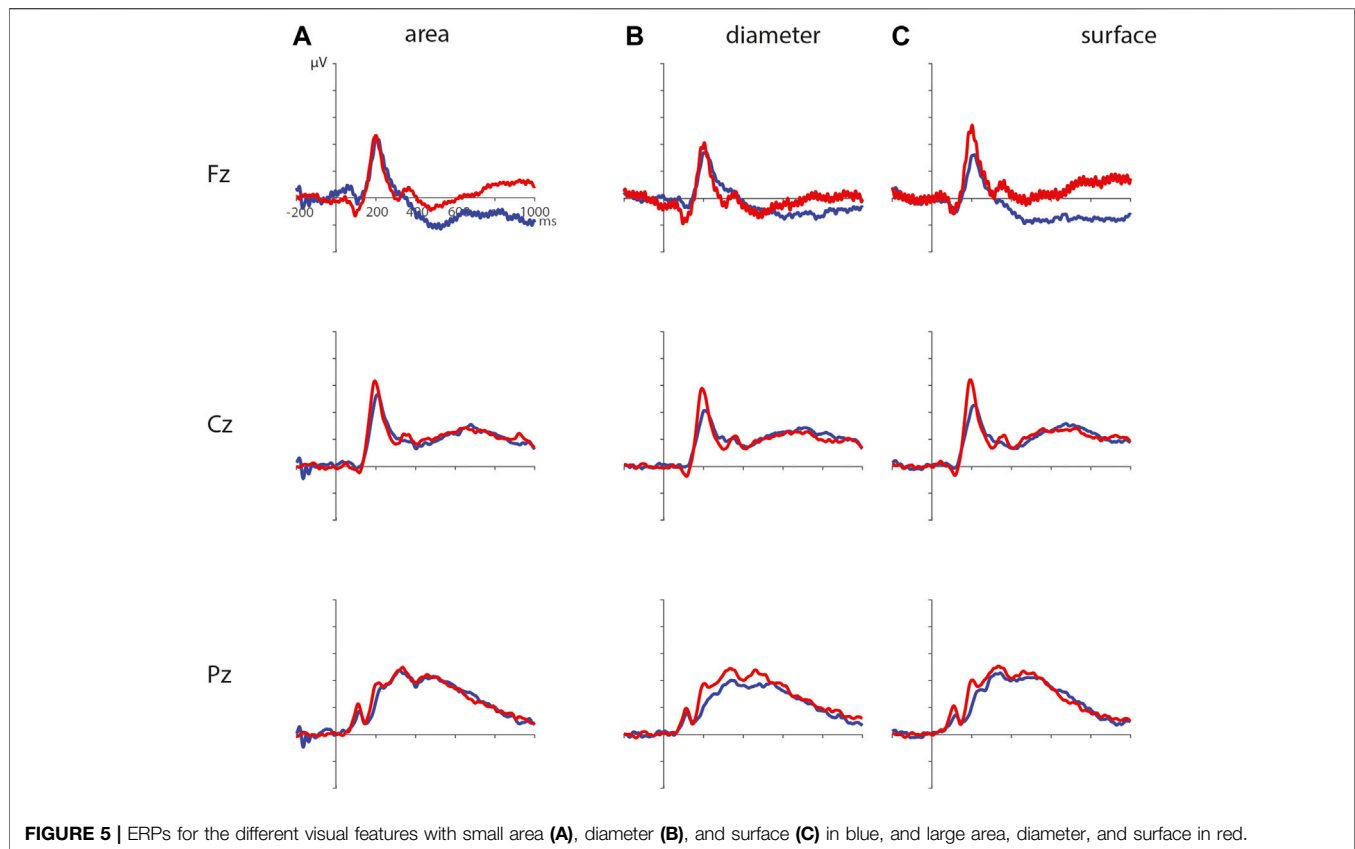 A area B diameter C surface
µV
Fz
-200 200 400 600 1000
ms
Cz
Pz
FIGURE 5 | ERPs for the different visual features with small area (A), diameter (B), and surface (C) in blue, and large area, diameter, and surface in red.